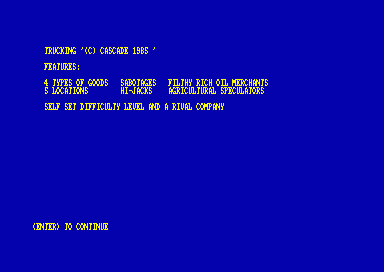 TRUCKING '(C) CASCADE 1985 '
FEATURES:
4 TYPES OF GOODS SABOTAGES FILTHY RICH OIL MERCHANTS
5 LOCATIONS HI-JACKS AGRICULTURAL SPECULATORS
SELF SET DIFFICULTY LEVEL AND A RIVAL COMPANY
(ENTER) TO CONTINUE